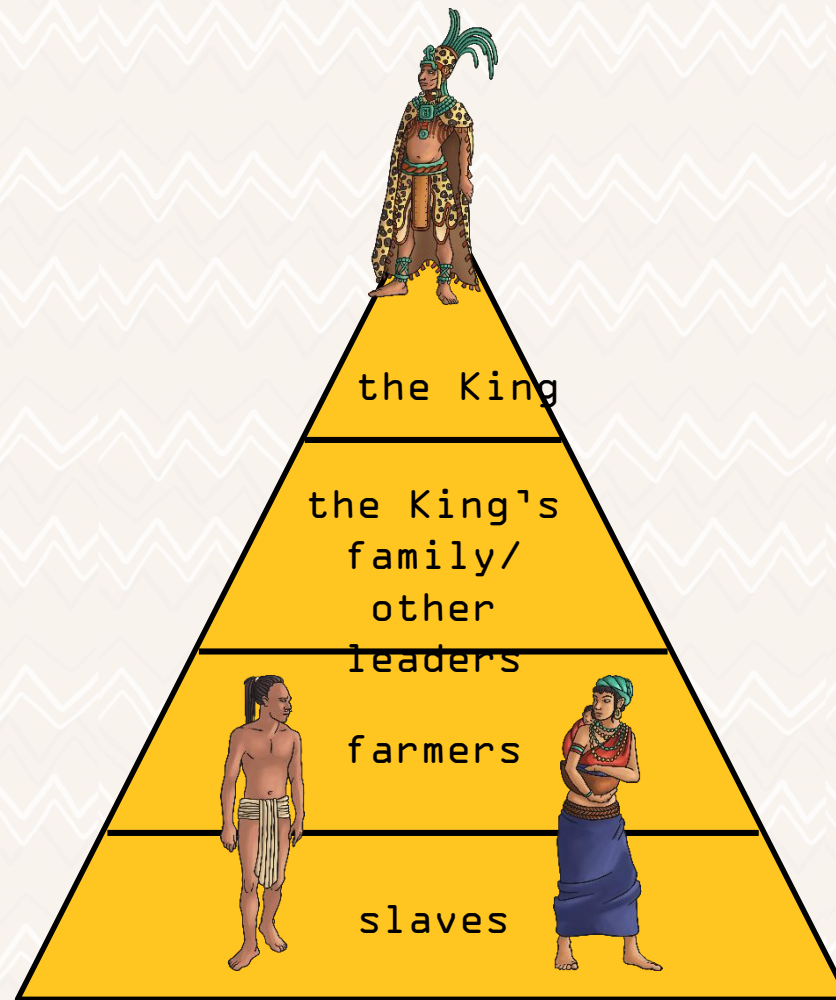 the King
the King's
family/
other
leaders
farmers
slaves